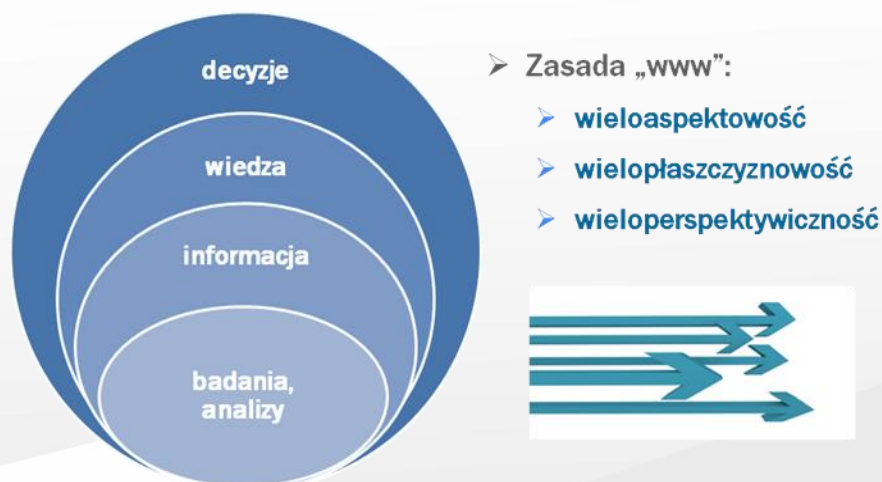 decyzje
wiedza
informacja
badania,
analizy
Zasada „www”:
wieloaspektowość
wielopłaszczyznowość
wieloperspektywiczność